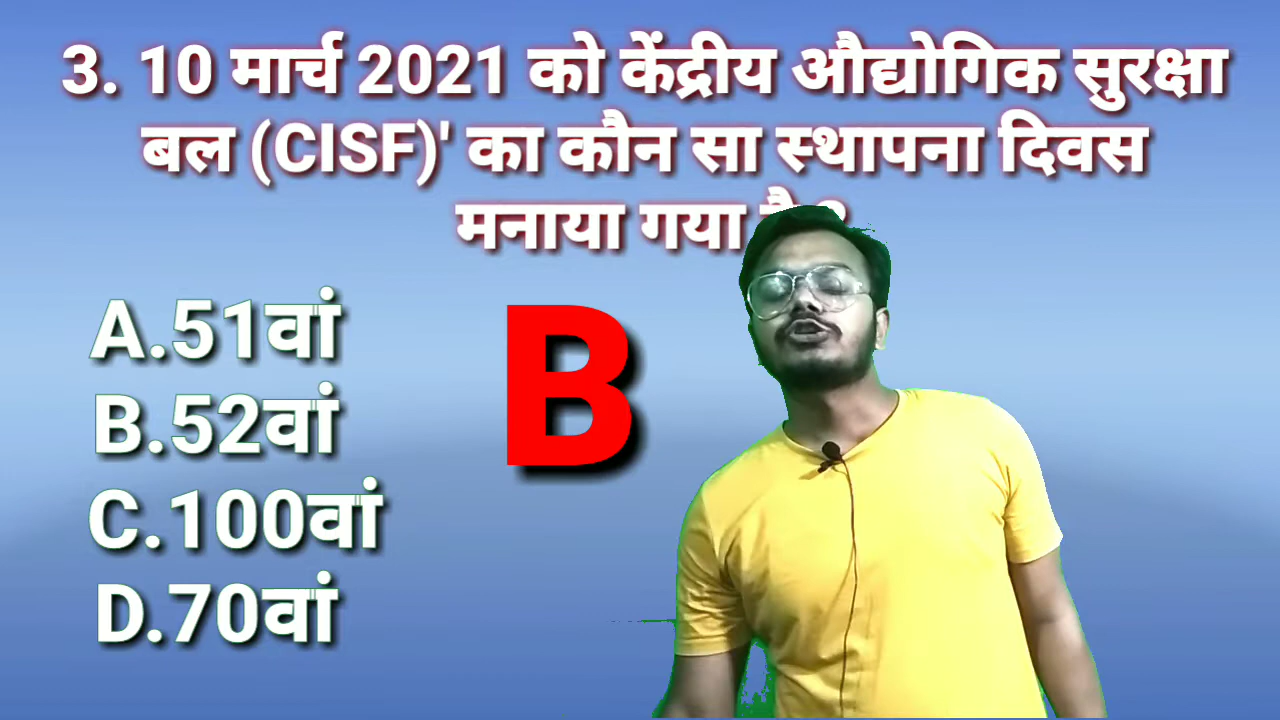 3. 10 मार्च 2021 को केंद्रीय औद्योगिक सुरक्षा
बल (CISF)' का कौन सा स्थापना दिवस
मनाया गया है ?
A.51वां
B.52वां
C.100वां
D.70वां
B